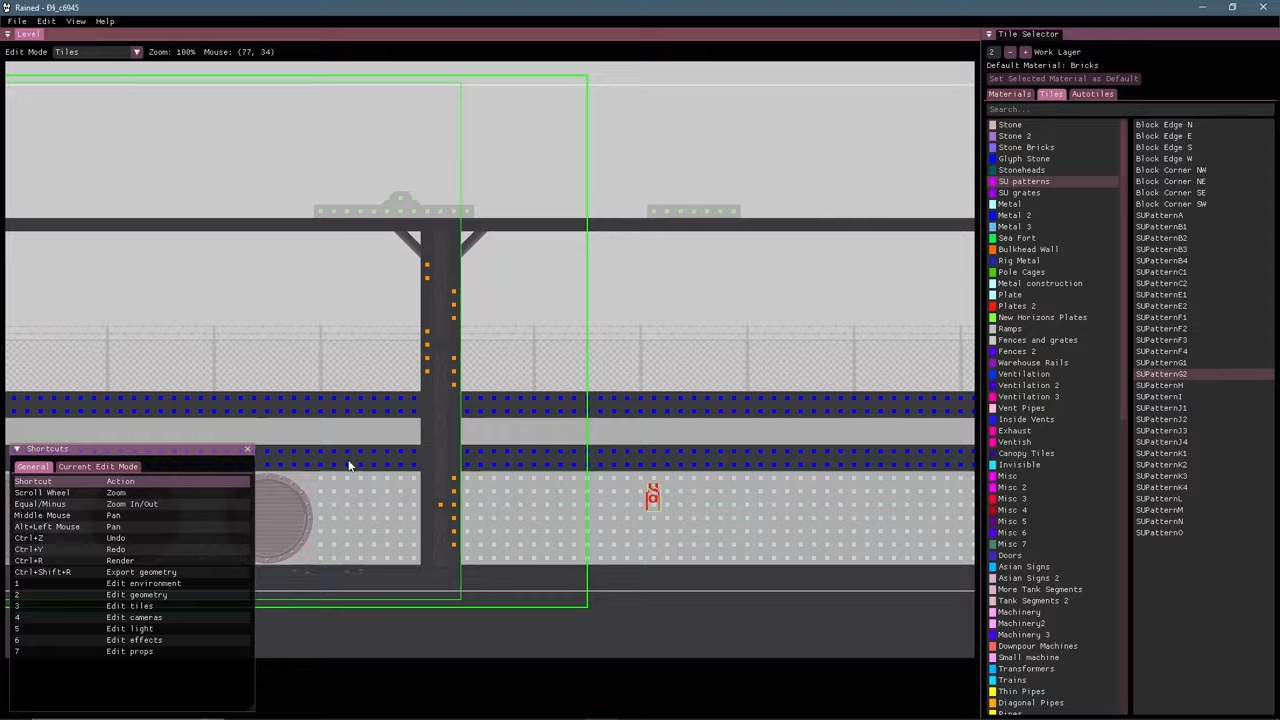 Rained - Ðß_c6945
File Edit View Help
Level
Edit Mode Tiles Zoom: 100% Mouse: (77, 34)
Shortcuts
General Current Edit Mode
Shortcut Action
Scroll Wheel Zoom
Equal/Minus Zoom In/Out
Middle Mouse Pan
Alt+Left Mouse Pan
Ctrl+Z Undo
Ctrl+Y Redo
Ctrl+R Render
Ctrl+Shift+R Export geometry
1 Edit environment
2 Edit geometry
3 Edit tiles
4 Edit cameras
5 Edit light
6 Edit effects
7 Edit props
Tile Selector
2 - + Work Layer
Default Material: Bricks
Set Selected Material as Default
Materials Tiles Autotiles
Search...
Stone
Stone 2
Stone Bricks
Glyph Stone
Stoneheads
SU patterns
SU grates
Metal
Metal 2
Metal 3
Sea Fort
Bulkhead Wall
Rig Metal
Pole Cages
Metal construction
Plate
Plates 2
New Horizons Plates
Ramps
Fences and grates
Fences 2
Warehouse Rails
Ventilation
Ventilation 2
Ventilation 3
Vent Pipes
Inside Vents
Exhaust
Ventish
Canopy Tiles
Invisible
Misc
Misc 2
Misc 3
Misc 4
Misc 5
Misc 6
Misc 7
Doors
Asian Signs
Asian Signs 2
More Tank Segments
Tank Segments 2
Machinery
Machinery2
Machinery 3
Downpour Machines
Small machine
Transformers
Trains
Thin Pipes
Diagonal Pipes
Pipes
Block Edge N
Block Edge E
Block Edge S
Block Edge W
Block Corner NW
Block Corner NE
Block Corner SE
Block Corner SW
SUPatternA
SUPatternB1
SUPatternB2
SUPatternB3
SUPatternB4
SUPatternC1
SUPatternC2
SUPatternE1
SUPatternE2
SUPatternF1
SUPatternF2
SUPatternF3
SUPatternF4
SUPatternG1
SUPatternG2
SUPatternH
SUPatternI
SUPatternJ1
SUPatternJ2
SUPatternJ3
SUPatternJ4
SUPatternK1
SUPatternK2
SUPatternK3
SUPatternK4
SUPatternL
SUPatternM
SUPatternN
SUPatternO